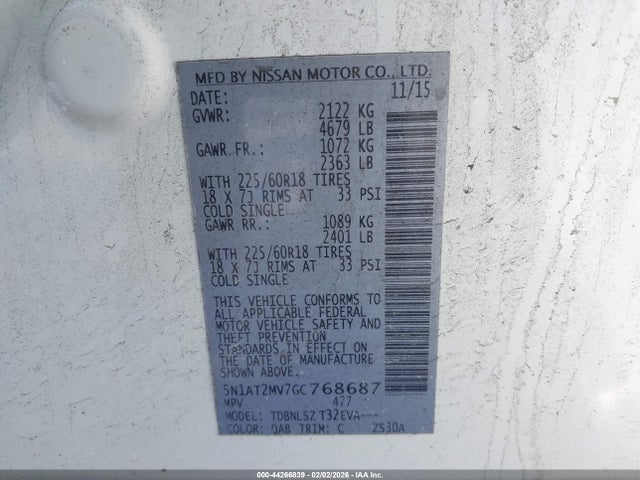 MFD BY NISSAN MOTOR CO., LTD.
DATE: 11/15
GVWR: 2122 KG
4679 LB
GAWR FR.: 1072 KG
2363 LB
WITH 225/60R18 TIRES
18 X 7J RIMS AT 33 PSI
COLD SINGLE
GAWR RR.: 1089 KG
2401 LB
WITH 225/60R18 TIRES
18 X 7J RIMS AT 33 PSI
COLD SINGLE
THIS VEHICLE CONFORMS TO
ALL APPLICABLE FEDERAL
MOTOR VEHICLE SAFETY AND
THEFT PREVENTION
STANDARDS IN EFFECT ON
THE DATE OF MANUFACTURE
SHOWN ABOVE.
5N1AT2MV7GC768687
MPV 477
MODEL: TDBNLSZ T32EVA---
COLOR: QAB TRIM: C ZS30A
000-44266839 - 02/02/2026 - IAAI.COM